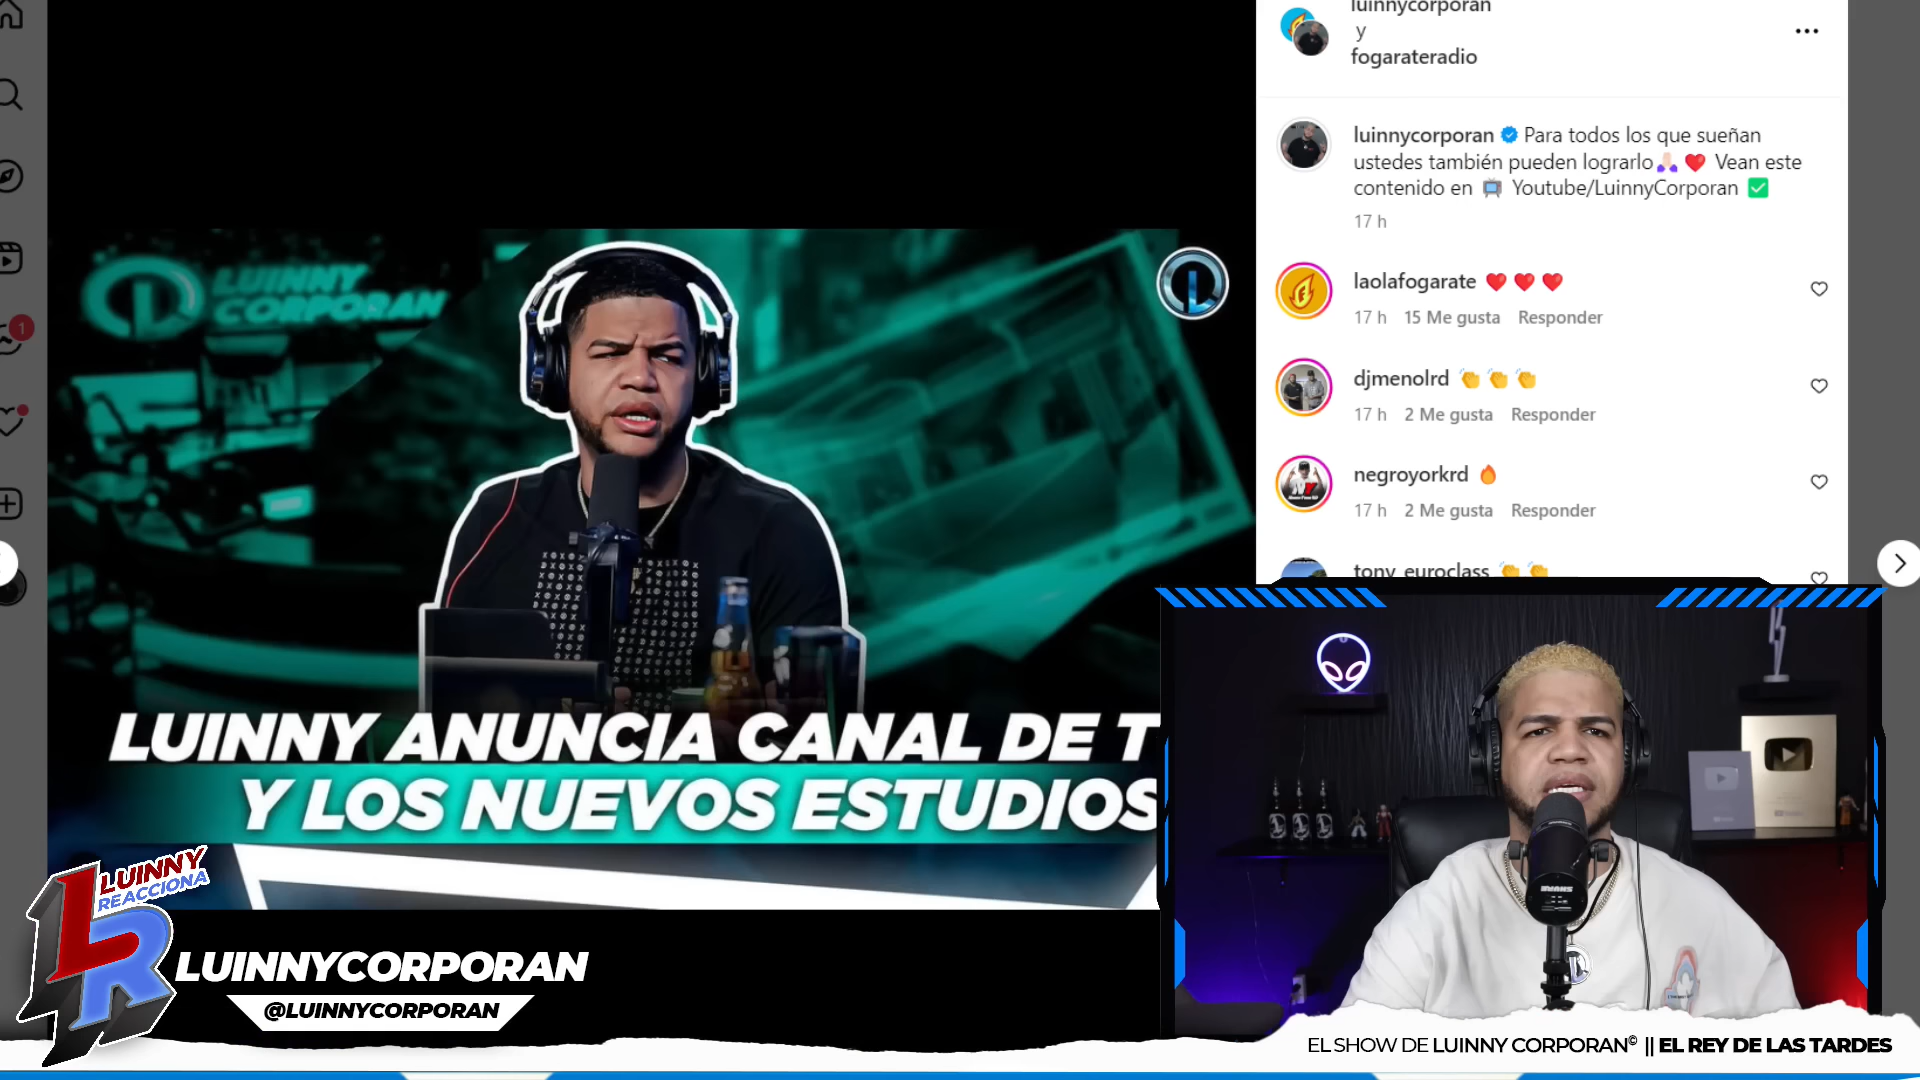 luinnycorporan
y
fogarateradio
luinnycorporan Para todos los que sueñan
ustedes también pueden lograrlo Vean este
contenido en Youtube/LuinnyCorporan
17 h
laolafogarate
17 h 15 Me gusta Responder
djmenolrd
17 h 2 Me gusta Responder
negroyorkrd
17 h 2 Me gusta Responder
tony_euroclass
1
LUINNY
CORPORAN
LUINNY ANUNCIA CANAL DE T
Y LOS NUEVOS ESTUDIOS
LUINNY
REACCIONA
LR
LUINNYCORPORAN
@LUINNYCORPORAN
EL SHOW DE LUINNY CORPORAN© || EL REY DE LAS TARDES